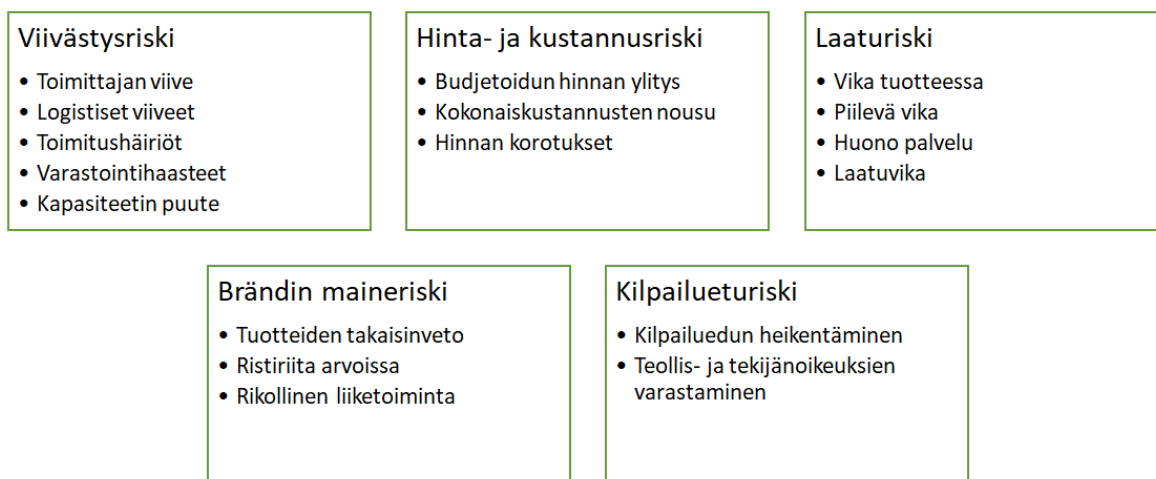 Viivästysriski
• Toimittajan viive
• Logistiset viiveet
• Toimitushäiriöt
• Varastointihaasteet
• Kapasiteetin puute
Hinta- ja kustannusriski
• Budjetoidun hinnan ylitys
• Kokonaiskustannusten nousu
• Hinnan korotukset
Laaturiski
• Vika tuotteessa
• Piilevä vika
• Huono palvelu
• Laatuvika
Brändin maineriski
• Tuotteiden takaisinveto
• Ristiriita arvoissa
• Rikollinen liiketoiminta
Kilpailueturiski
• Kilpailuedun heikentäminen
• Teollis- ja tekijänoikeuksien
varastaminen